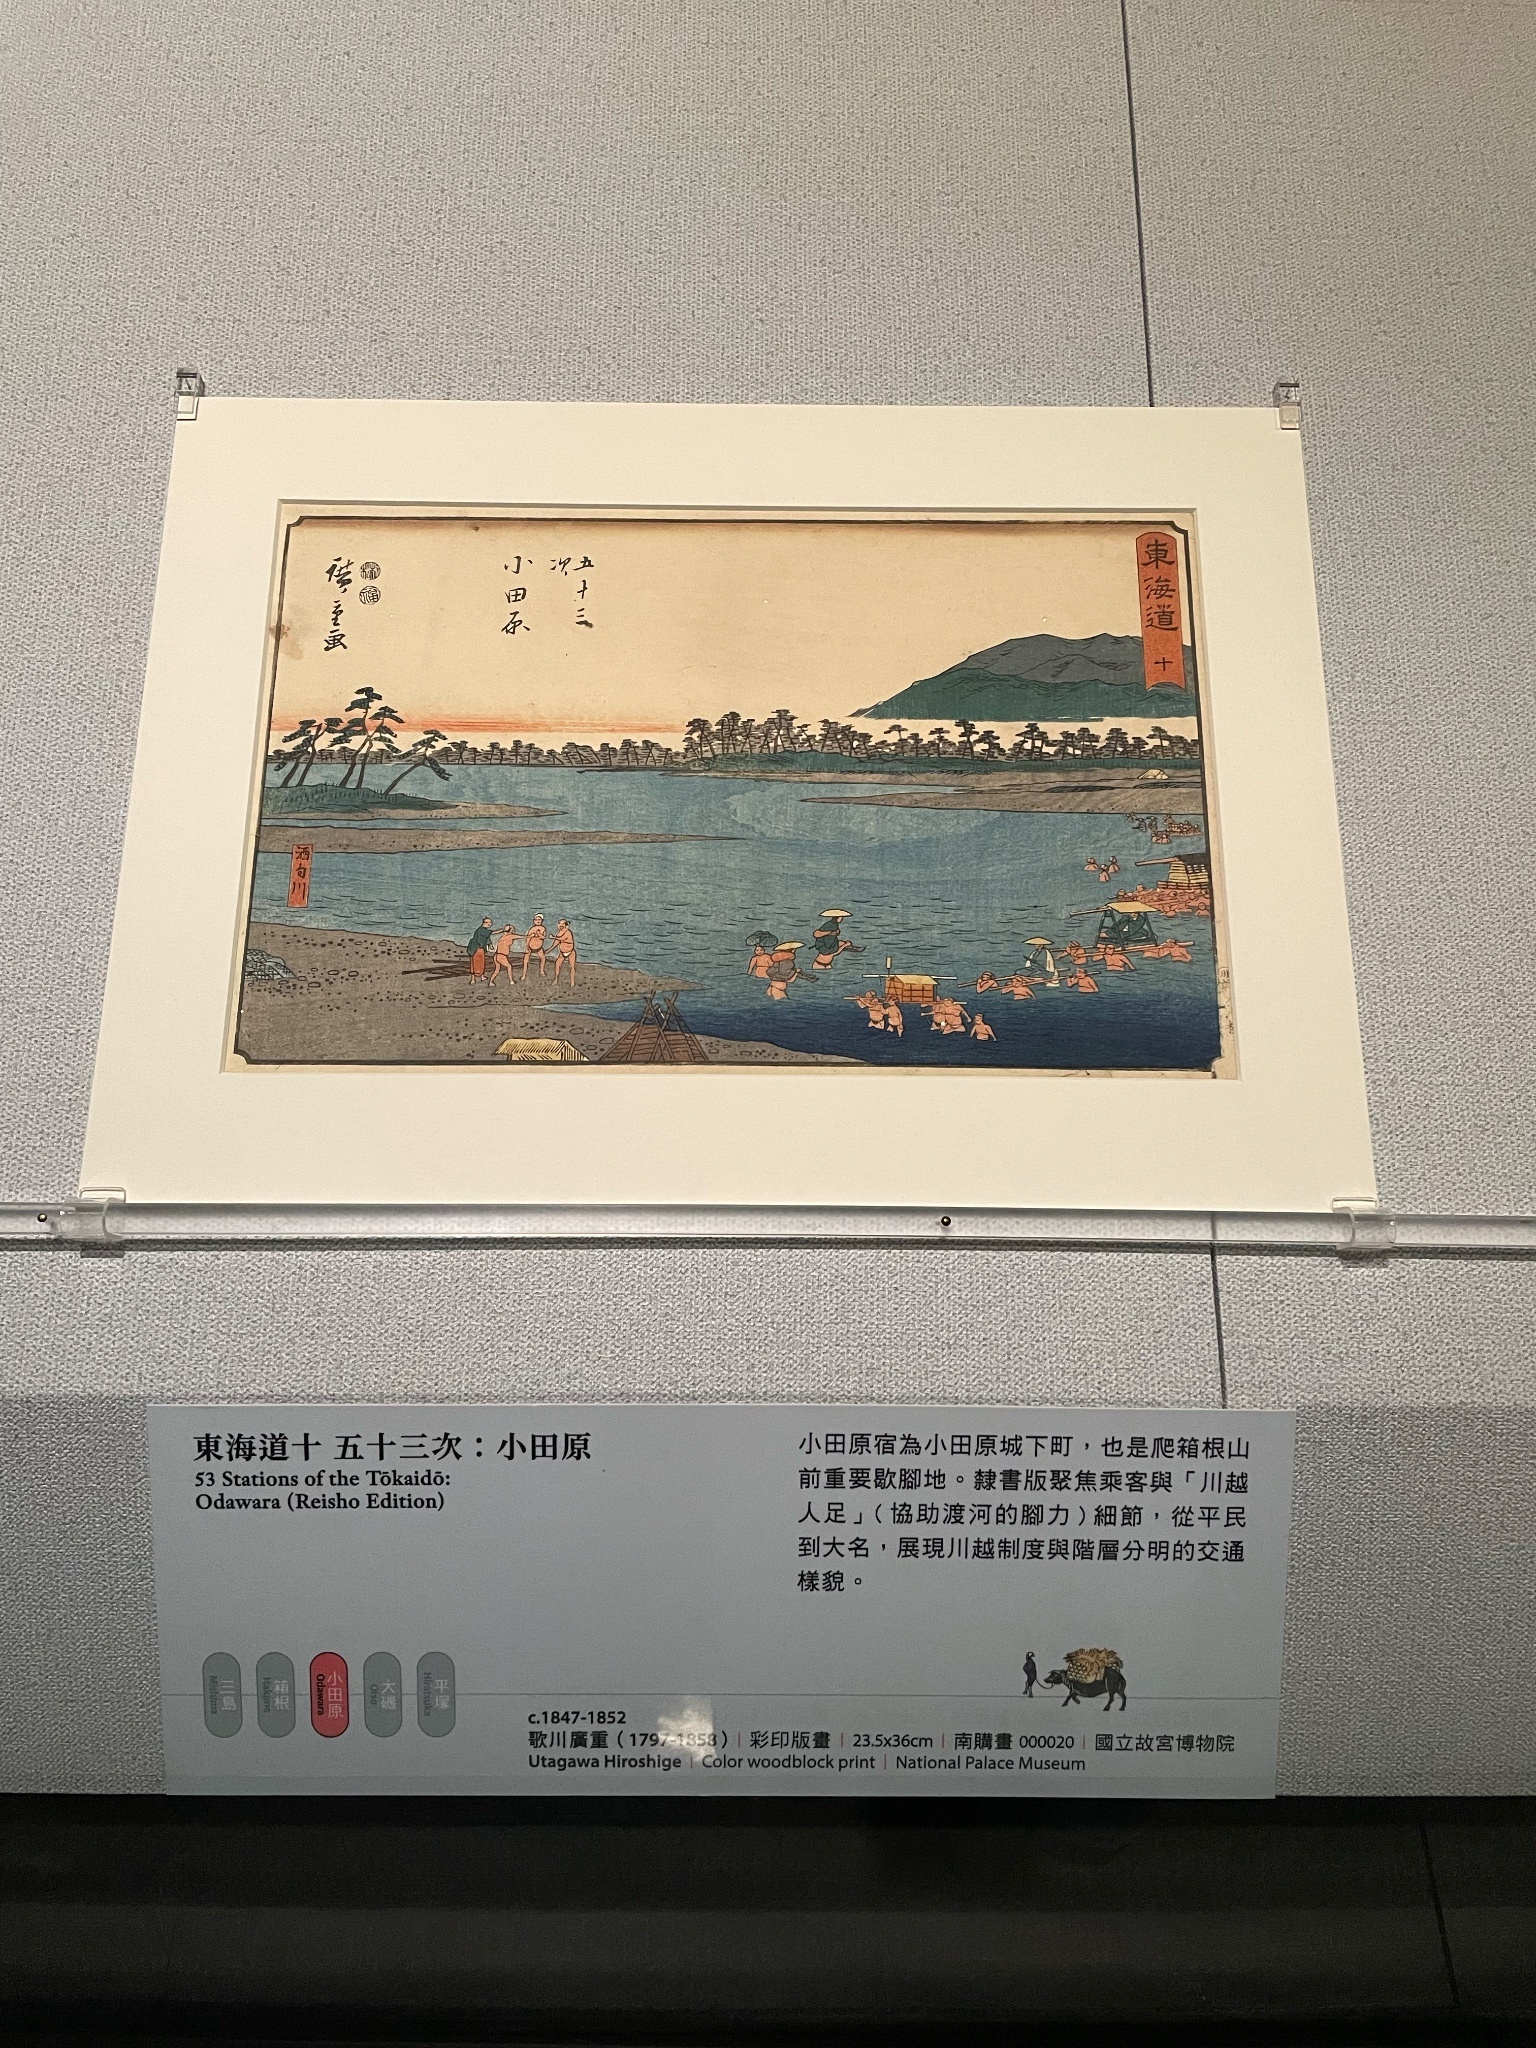 東海道
十
五十三
次
小田原
廣重画
酒匂川
東海道十 五十三次：小田原
53 Stations of the Tōkaidō:
Odawara (Reisho Edition)
小田原宿為小田原城下町，也是爬箱根山
前重要歇腳地。隸書版聚焦乘客與「川越
人足」（協助渡河的腳力）細節，從平民
到大名，展現川越制度與階層分明的交通
樣貌。
三島
Mishima
箱根
Hakone
小田原
Odawara
大磯
Oiso
平塚
Hiratsuka
c.1847-1852
歌川廣重（1797-1858）| 彩印版畫 | 23.5x36cm | 南購畫 000020 | 國立故宮博物院
Utagawa Hiroshige | Color woodblock print | National Palace Museum